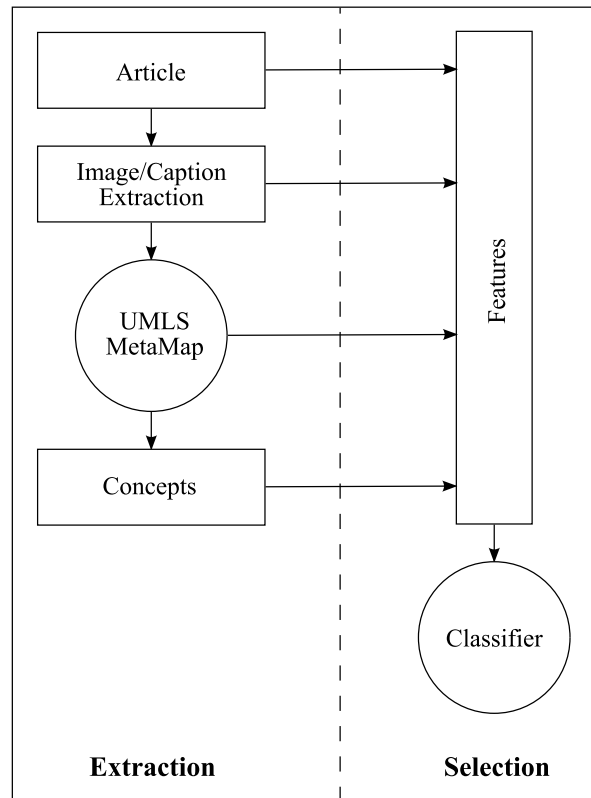 Article
Image/Caption
Extraction
UMLS
MetaMap
Concepts
Features
Classifier
Extraction
Selection